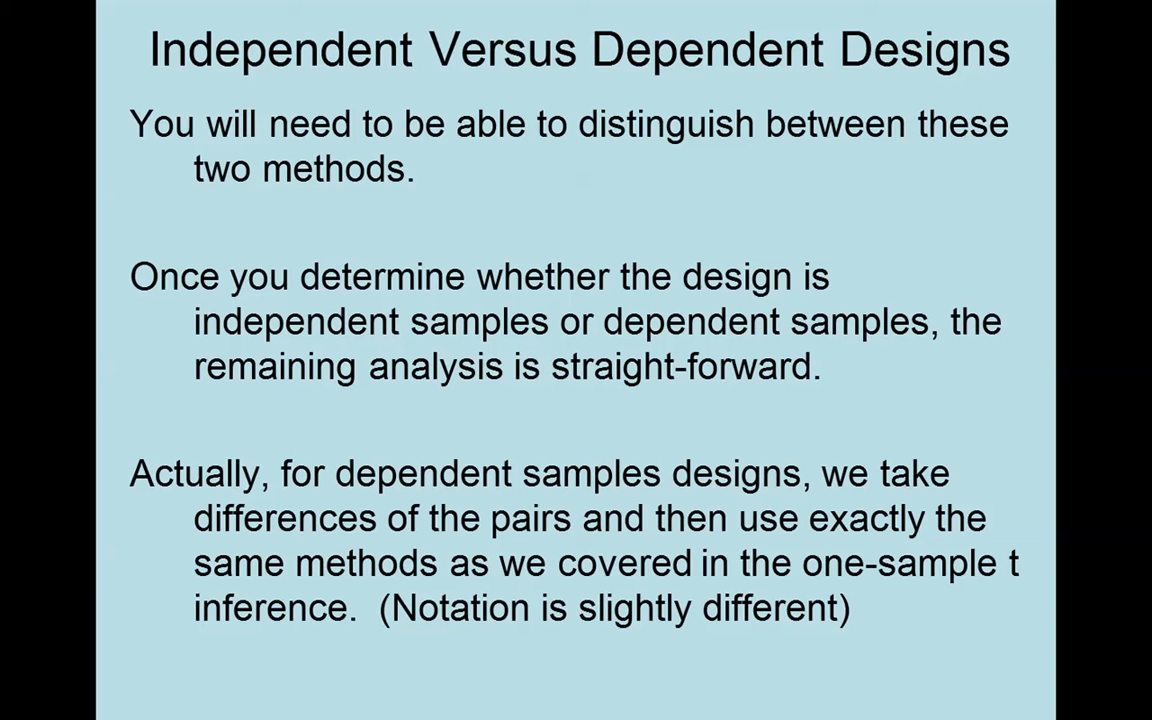 Independent Versus Dependent Designs
You will need to be able to distinguish between these
two methods.
Once you determine whether the design is
independent samples or dependent samples, the
remaining analysis is straight-forward.
Actually, for dependent samples designs, we take
differences of the pairs and then use exactly the
same methods as we covered in the one-sample t
inference.  (Notation is slightly different)